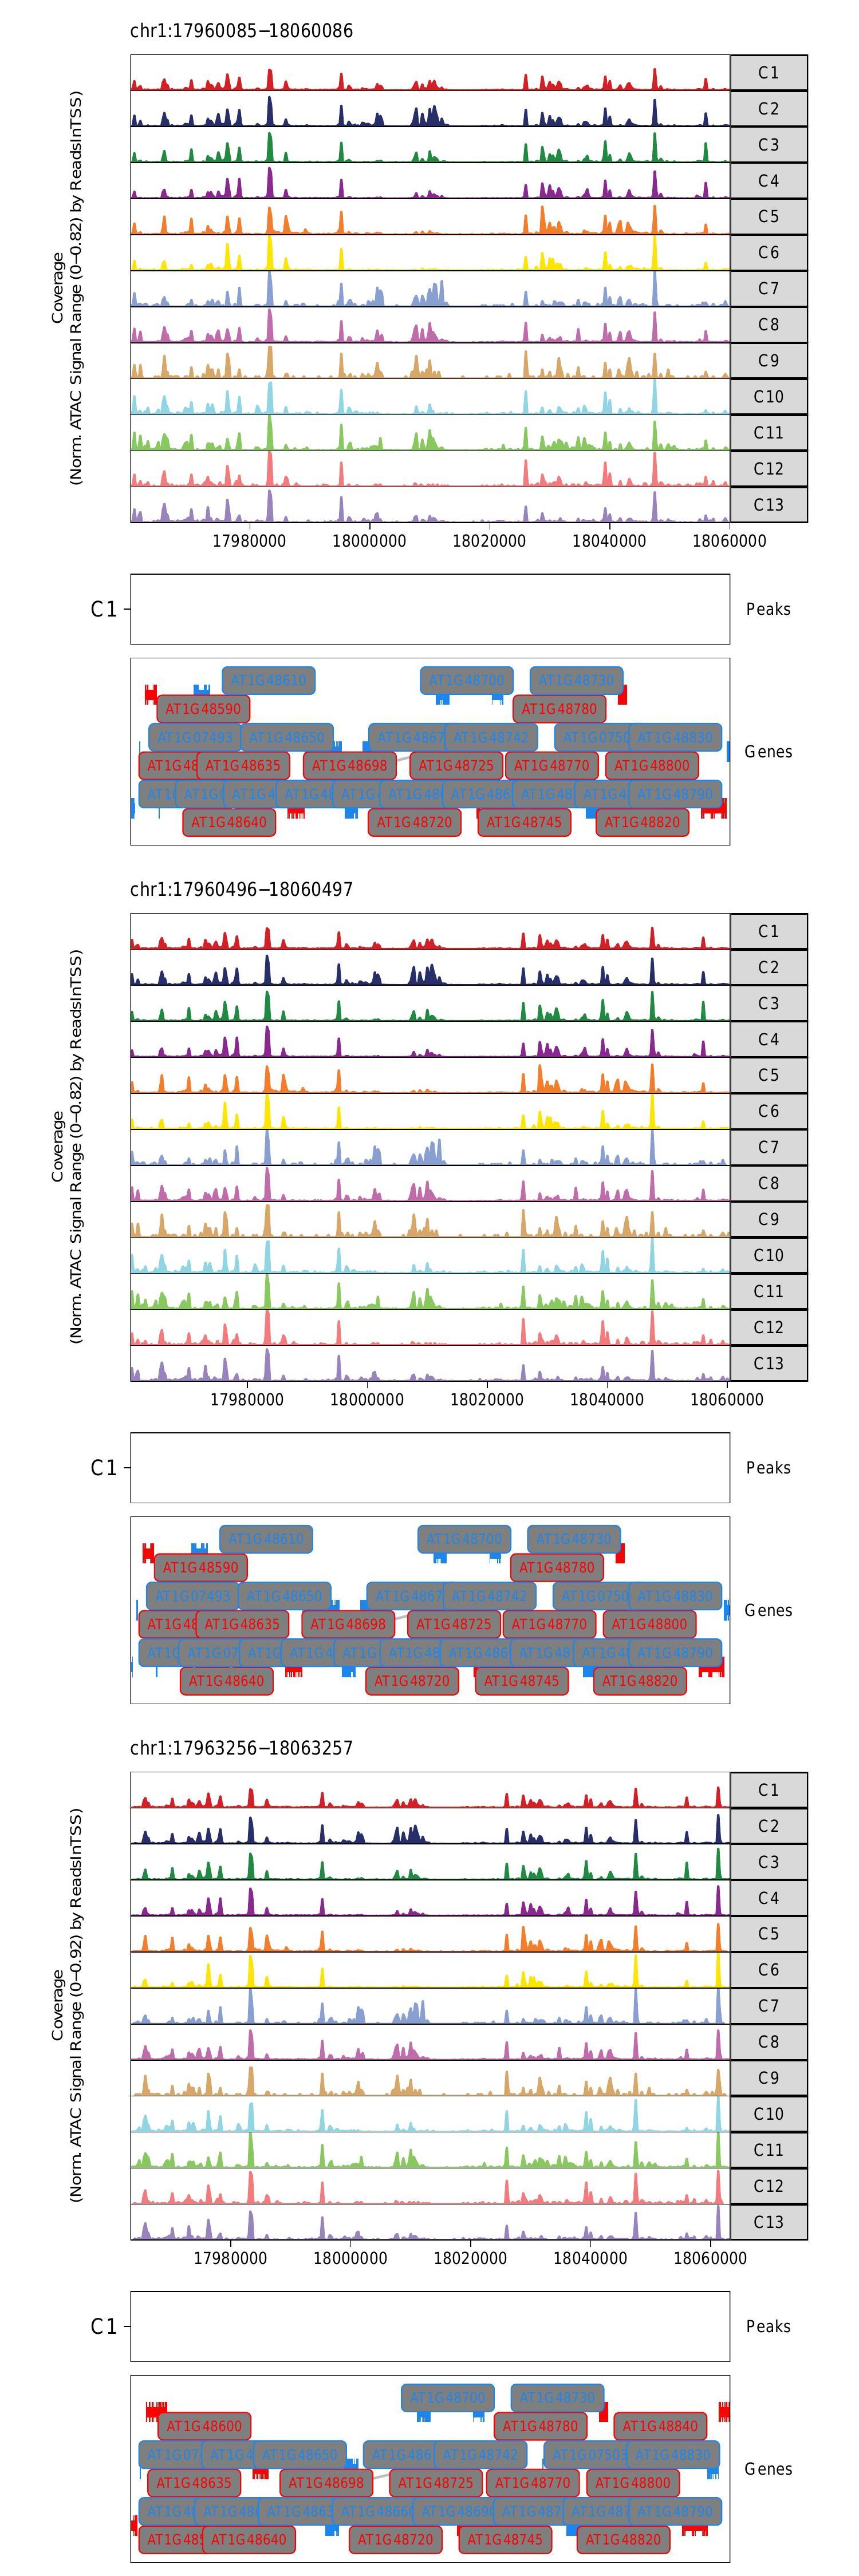 chr1:17960085−18060086
Coverage
(Norm. ATAC Signal Range (0−0.82) by ReadsInTSS)
C1
C2
C3
C4
C5
C6
C7
C8
C9
C10
C11
C12
C13
17980000 18000000 18020000 18040000 18060000
C1
Peaks
AT1G48610 AT1G48700 AT1G48730
AT1G48590 AT1G48780
AT1G07493 AT1G48650 AT1G48742 AT1G48830
Genes
AT1G48635 AT1G48698 AT1G48725 AT1G48770 AT1G48800
AT1G48790
AT1G48640 AT1G48720 AT1G48745 AT1G48820
chr1:17960496−18060497
Coverage
(Norm. ATAC Signal Range (0−0.82) by ReadsInTSS)
C1
C2
C3
C4
C5
C6
C7
C8
C9
C10
C11
C12
C13
17980000 18000000 18020000 18040000 18060000
C1
Peaks
AT1G48610 AT1G48700 AT1G48730
AT1G48590 AT1G48780
AT1G07493 AT1G48650 AT1G48742 AT1G48830
Genes
AT1G48635 AT1G48698 AT1G48725 AT1G48770 AT1G48800
AT1G48790
AT1G48640 AT1G48720 AT1G48745 AT1G48820
chr1:17963256−18063257
Coverage
(Norm. ATAC Signal Range (0−0.92) by ReadsInTSS)
C1
C2
C3
C4
C5
C6
C7
C8
C9
C10
C11
C12
C13
17980000 18000000 18020000 18040000 18060000
C1
Peaks
AT1G48700 AT1G48730
AT1G48600 AT1G48780 AT1G48840
AT1G48650 AT1G48742 AT1G48830
Genes
AT1G48635 AT1G48698 AT1G48725 AT1G48770 AT1G48800
AT1G48790
AT1G48640 AT1G48720 AT1G48745 AT1G48820